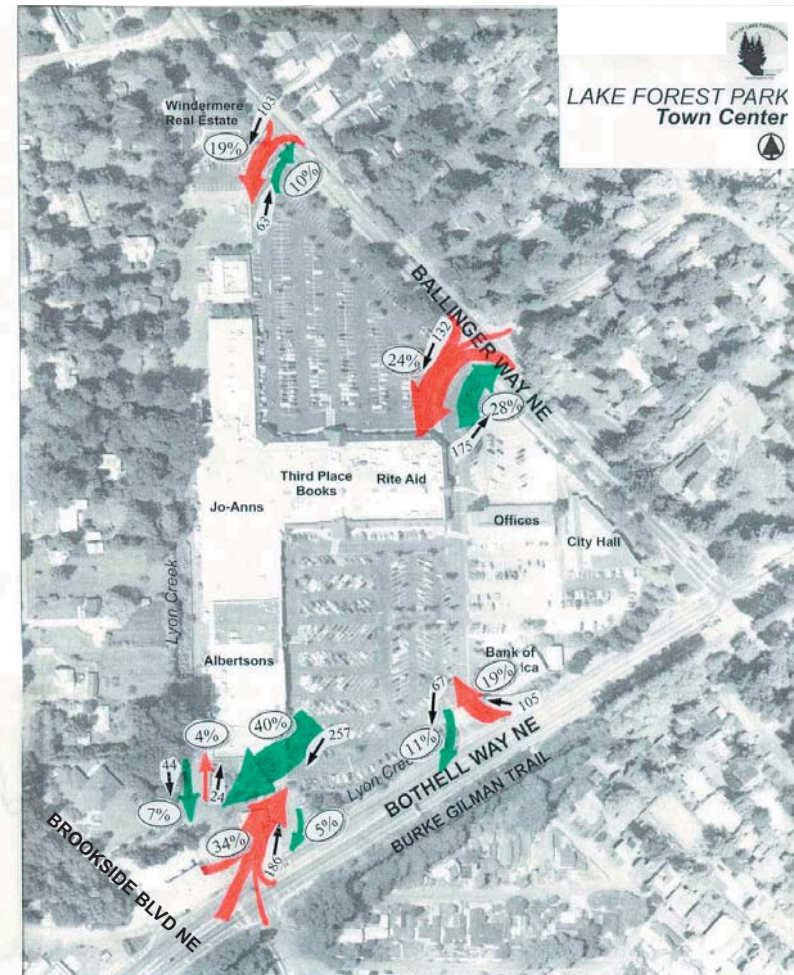 LAKE FOREST PARK
Town Center
Windermere
Real Estate
103
19%
10%
63
BALLINGER WAY NE
132
24%
28%
175
Third Place
Books
Rite Aid
Jo-Anns
Offices
City Hall
Lyon Creek
Albertsons
Bank of
ica
67
19%
105
11%
40%
257
4%
44
24
7%
Lyon Cree
BOTHELL WAY NE
BURKE GILMAN TRAIL
5%
34%
186
BROOKSIDE BLVD NE